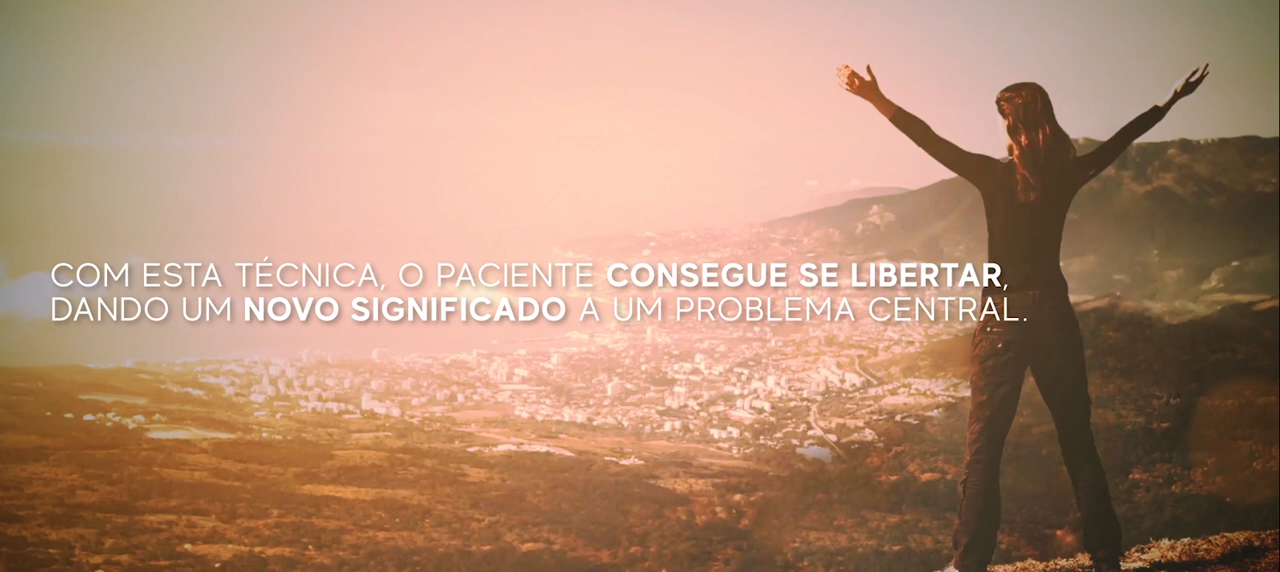 COM ESTA TÉCNICA, O PACIENTE CONSEGUE SE LIBERTAR,
DANDO UM NOVO SIGNIFICADO A UM PROBLEMA CENTRAL.